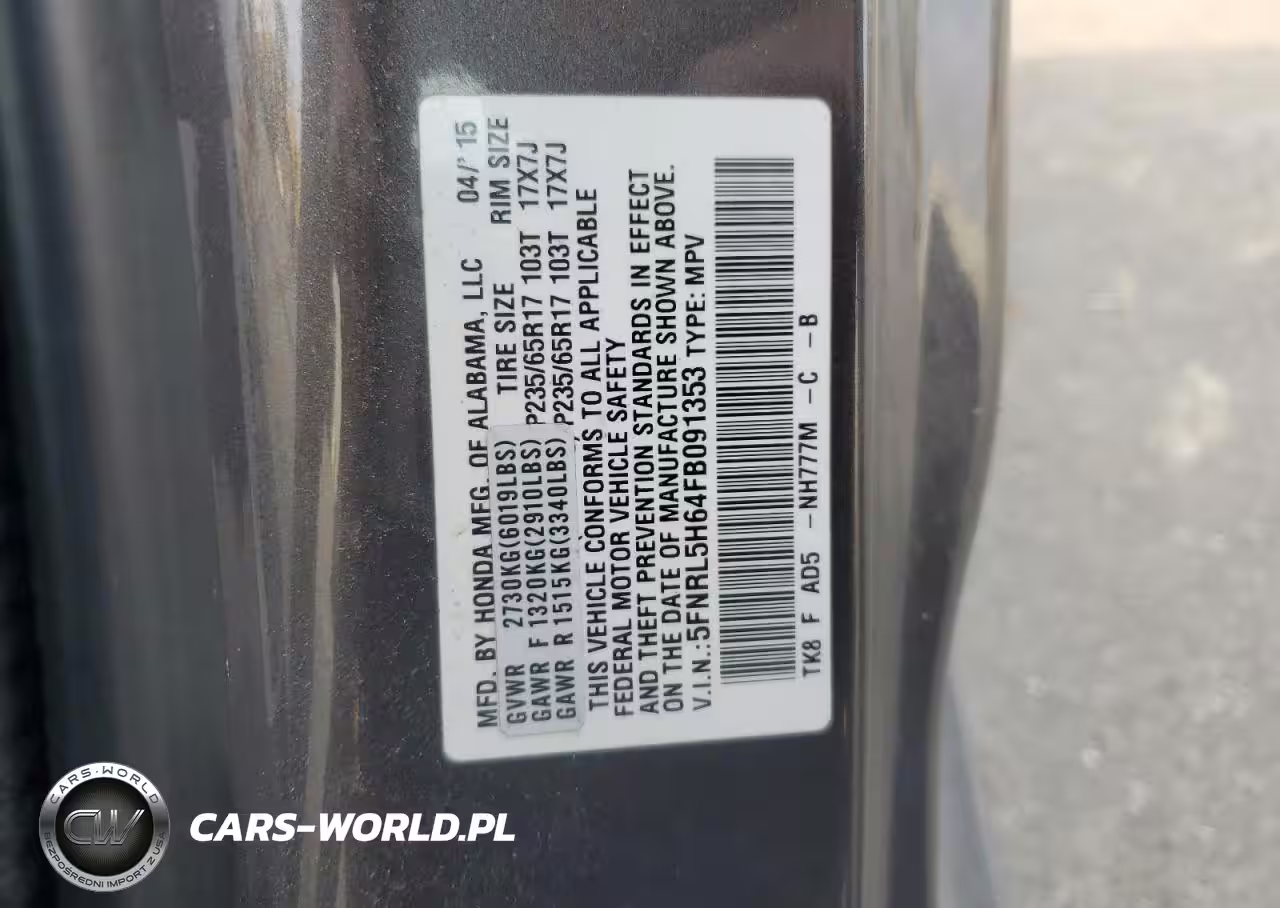 MFD. BY HONDA MFG. OF ALABAMA, LLC 04/'15
GVWR 2730KG(6019LBS) TIRE SIZE RIM SIZE
GAWR F 1320KG(2910LBS) P235/65R17 103T 17X7J
GAWR R 1515KG(3340LBS) P235/65R17 103T 17X7J
THIS VEHICLE CONFORMS TO ALL APPLICABLE
FEDERAL MOTOR VEHICLE SAFETY
AND THEFT PREVENTION STANDARDS IN EFFECT
ON THE DATE OF MANUFACTURE SHOWN ABOVE.
V.I.N.:5FNRL5H64FB091353 TYPE: MPV
TK8 F AD5 -NH777M -C -B
CARS-WORLD
CW
BEZPOŚREDNI IMPORT Z USA
CARS-WORLD.PL